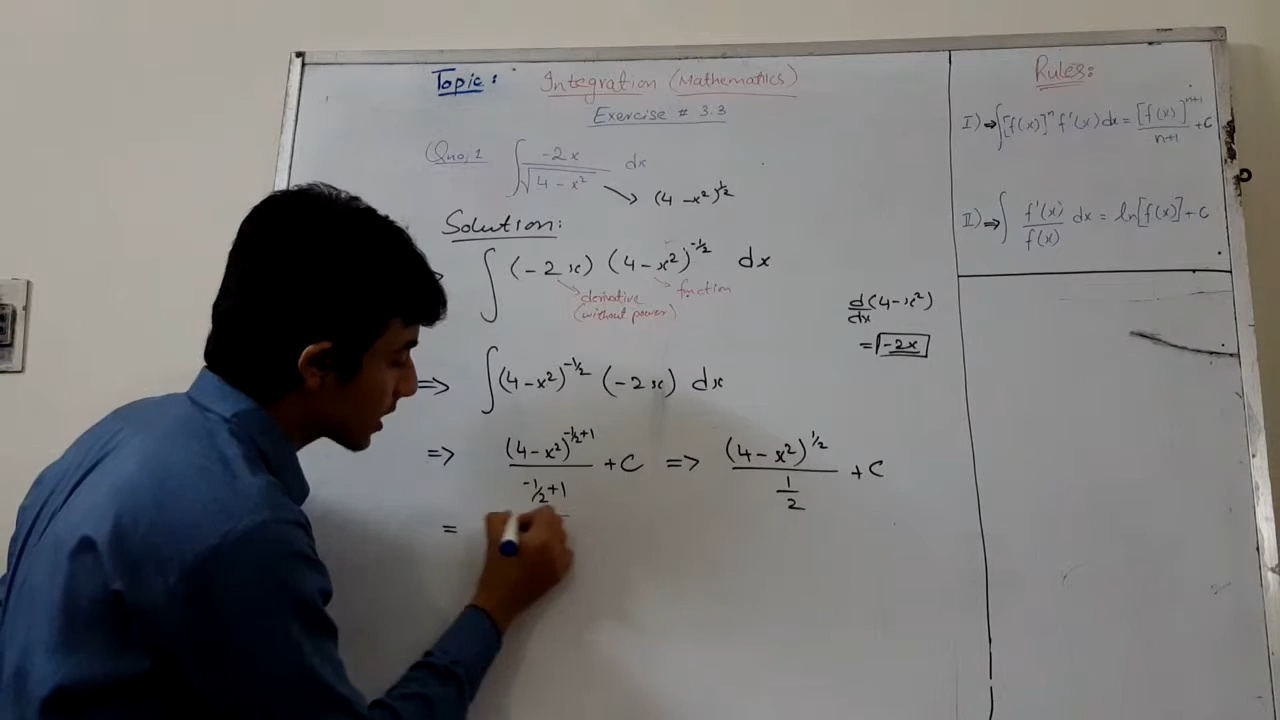 Topic: Integration (Mathematics)
Exercise # 3.3
Qno, 1 ∫ -2x / √(4 - x²) dx
(4 - x²)^½
Solution:
∫ (-2x) (4 - x²)^-½ dx
derivative
(without power)
function
d/dx (4 - x²)
= -2x
=> ∫ (4 - x²)^-½ (-2x) dx
=> (4 - x²)^(-½+1) / (-½+1) + C => (4 - x²)^½ / (1/2) + C
=
Rules:
I) => ∫ [f(x)]^n f'(x) dx = [f(x)]^(n+1) / (n+1) + C
II) => ∫ f'(x) / f(x) dx = ln[f(x)] + C